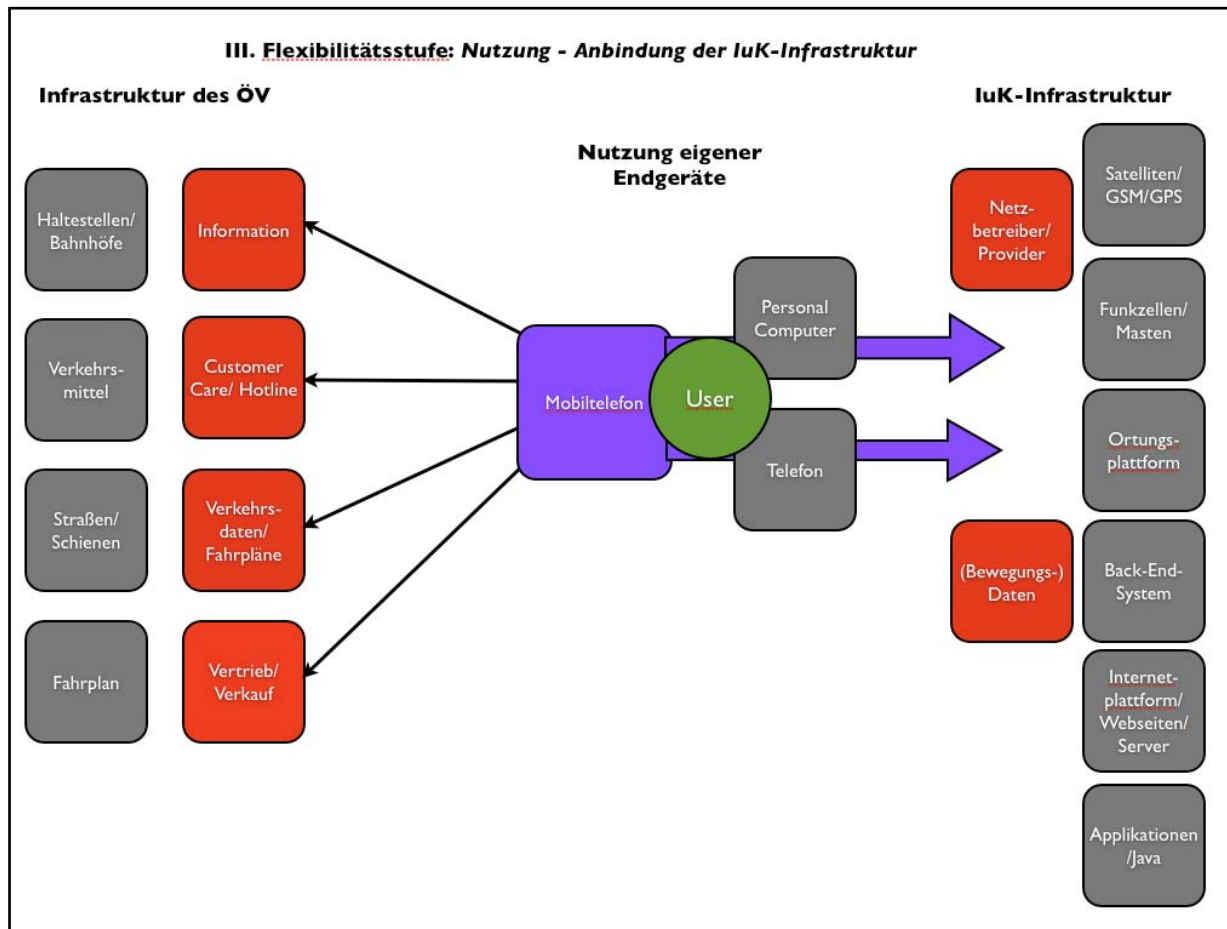 III. Flexibilitätsstufe: Nutzung - Anbindung der IuK-Infrastruktur
Infrastruktur des ÖV
IuK-Infrastruktur
Nutzung eigener
Endgeräte
Haltestellen/
Bahnhöfe
Information
Verkehrs-
mittel
Customer
Care/ Hotline
Straßen/
Schienen
Verkehrs-
daten/
Fahrpläne
Fahrplan
Vertrieb/
Verkauf
Mobiltelefon
User
Personal
Computer
Telefon
Netz-
betreiber/
Provider
(Bewegungs-)
Daten
Satelliten/
GSM/GPS
Funkzellen/
Masten
Ortungs-
plattform
Back-End-
System
Internet-
plattform/
Webseiten/
Server
Applikationen
/Java